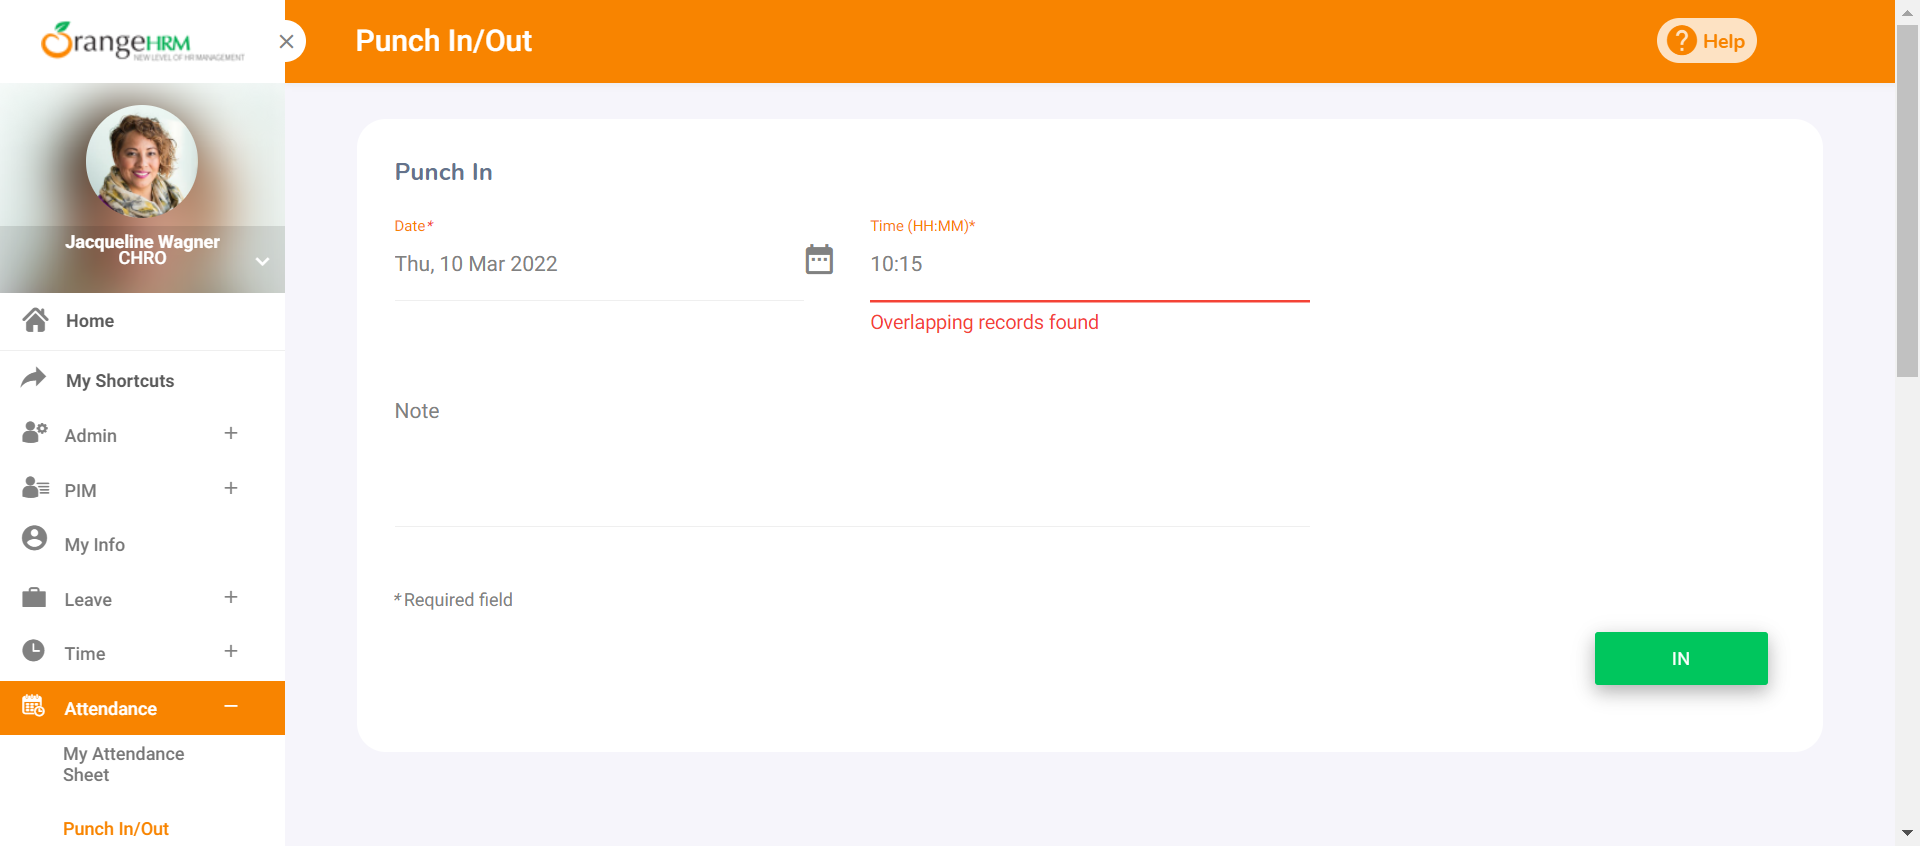 OrangeHRM
NEW LEVEL OF HR MANAGEMENT
Punch In/Out
? Help
Jacqueline Wagner
CHRO
Home
My Shortcuts
Admin
PIM
My Info
Leave
Time
Attendance
My Attendance
Sheet
Punch In/Out
Punch In
Date*
Thu, 10 Mar 2022
Time (HH:MM)*
10:15
Overlapping records found
Note
* Required field
IN